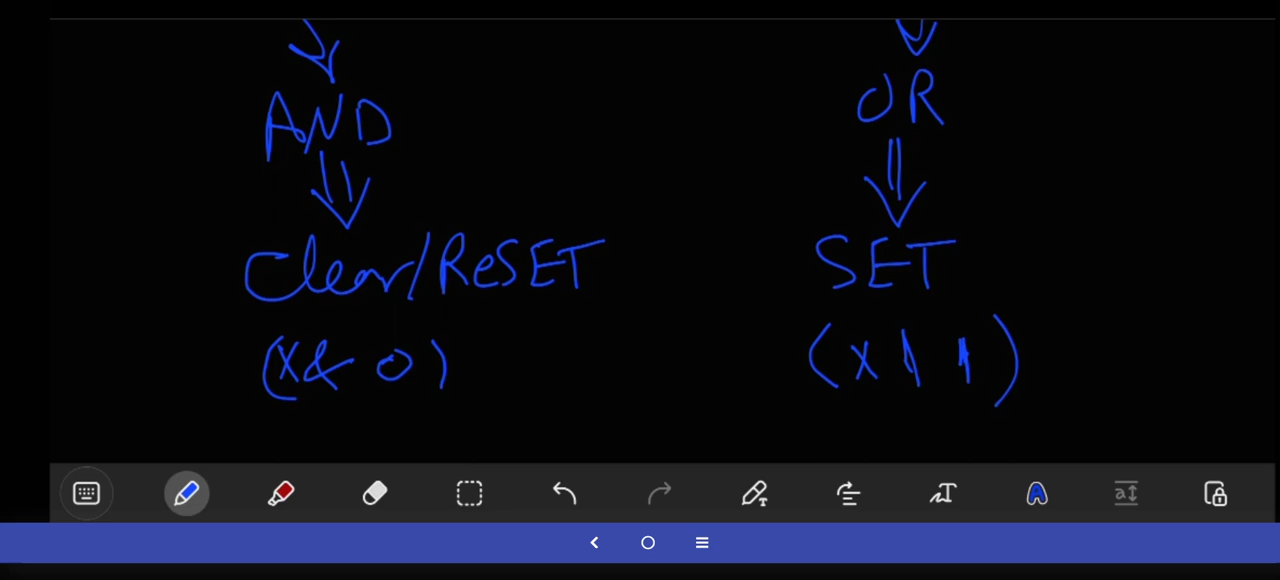 AND OR
Clear/ReSET SET
(X& 0) (x | 1)